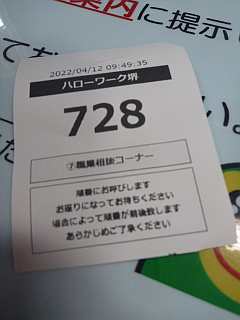 案内に提示
2022/04/12 09:49:35
ハローワーク堺
728
⑦職業相談コーナー
順番にお呼びします
お座りになってお待ちください
場合によって順番が前後致します
あらかじめご了承ください